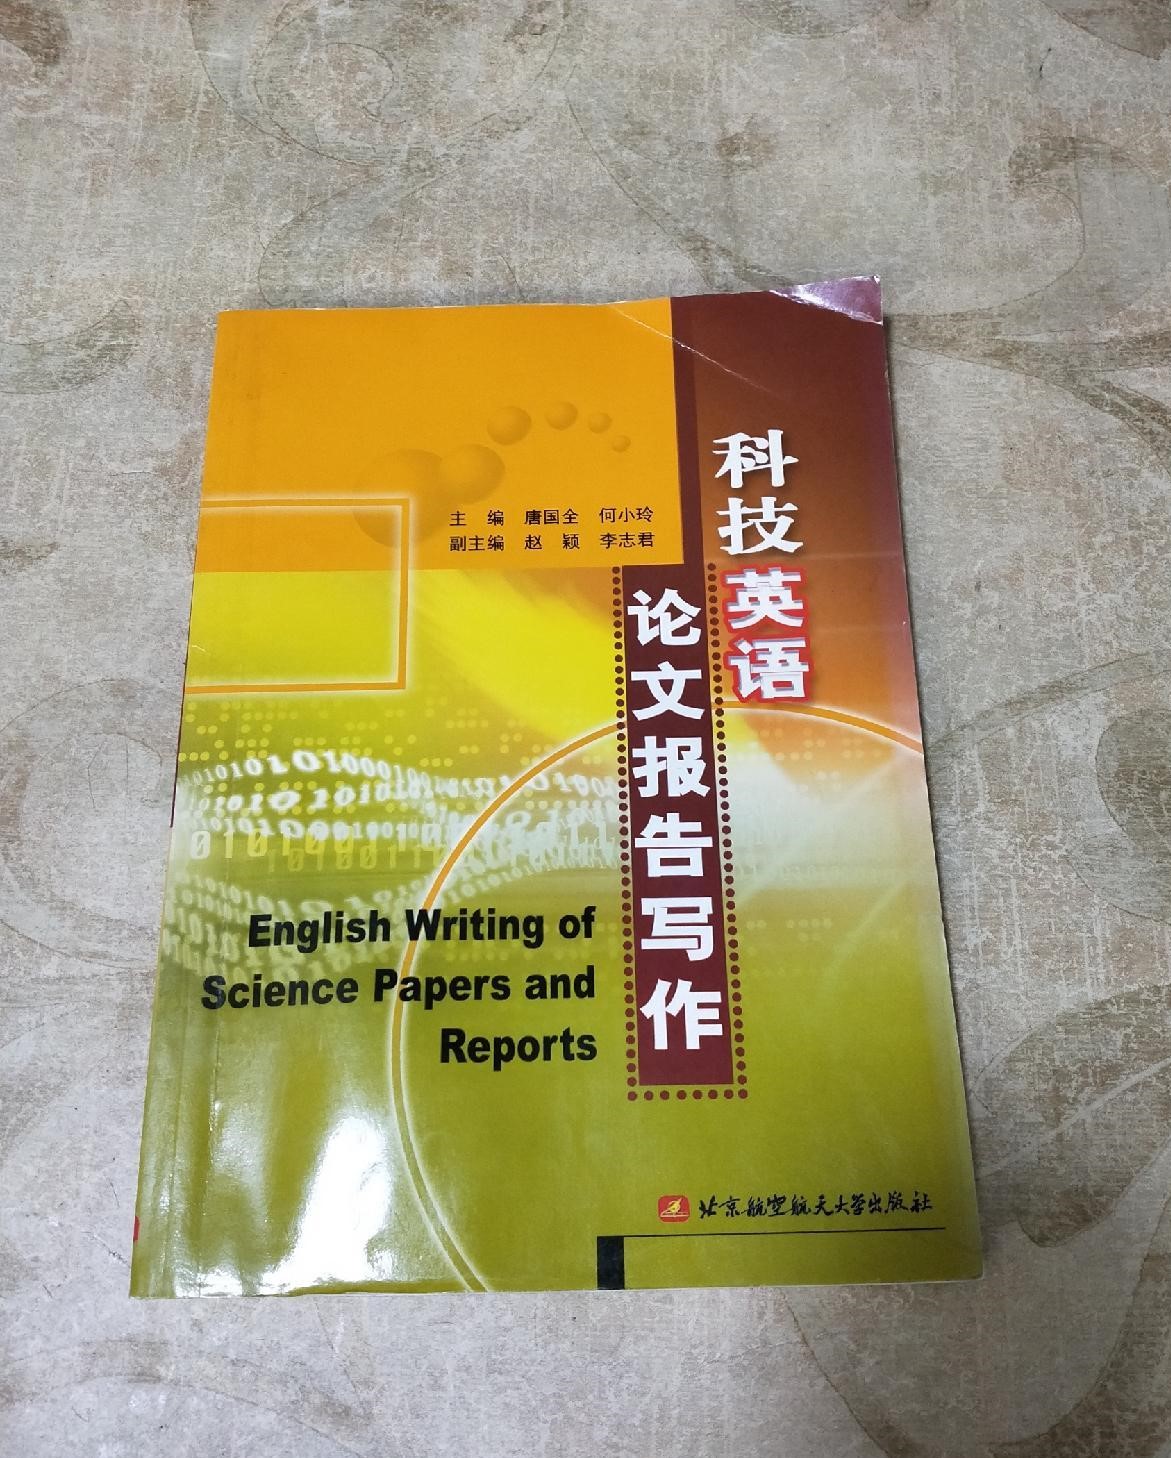 主 编 唐国全 何小玲
副主编 赵 颖 李志君
科技英语
论文报告写作
English Writing of
Science Papers and
Reports
北京航空航天大学出版社